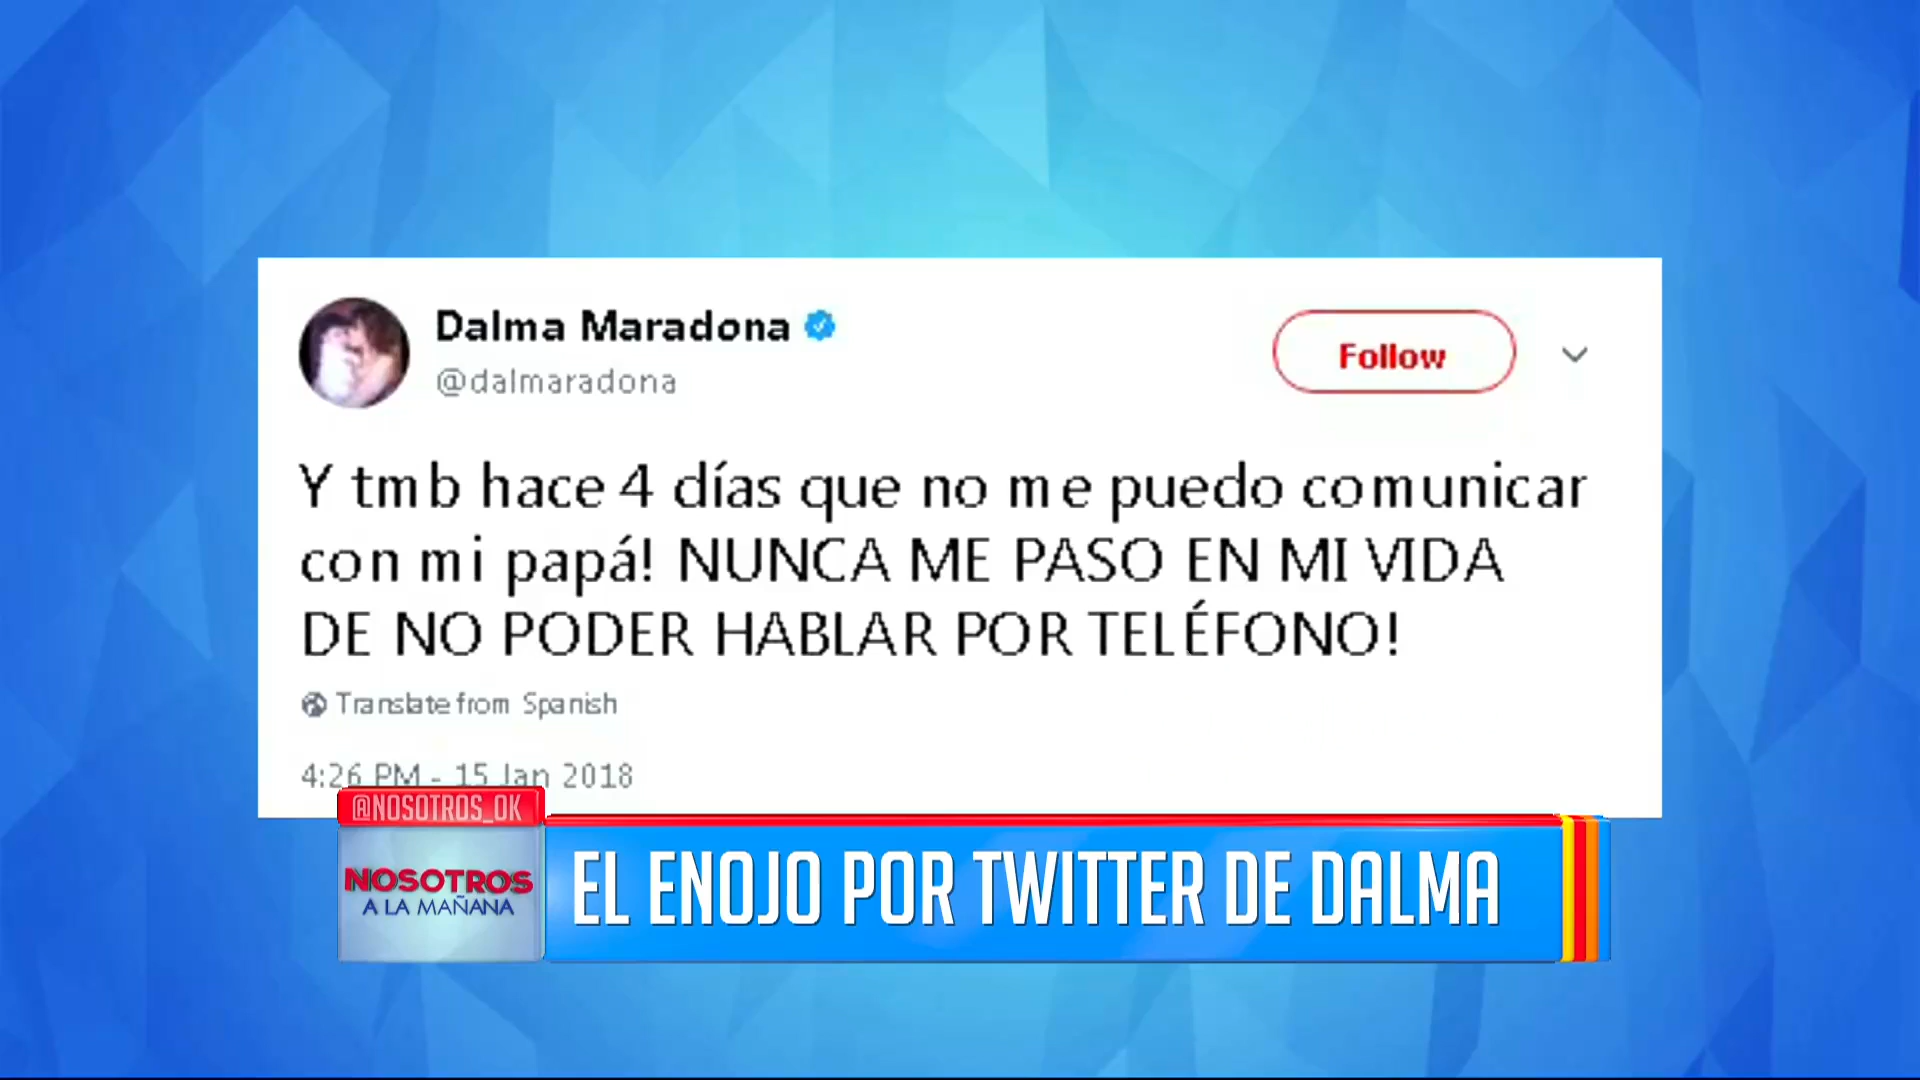 Dalma Maradona
@dalmaradona
Follow
Y tmb hace 4 días que no me puedo comunicar
con mi papá! NUNCA ME PASO EN MI VIDA
DE NO PODER HABLAR POR TELÉFONO!
Translate from Spanish
4:26 PM - 15 Jan 2018
@NOSOTROS_OK
NOSOTROS
A LA MAÑANA
EL ENOJO POR TWITTER DE DALMA